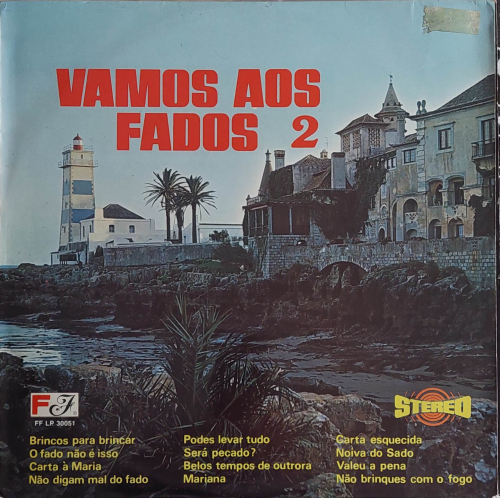 VAMOS AOS
FADOS 2
FF
FF LP 30051
STEREO
Brincos para brincar
O fado não é isso
Carta à Maria
Não digam mal do fado
Podes levar tudo
Será pecado?
Belos tempos de outrora
Mariana
Carta esquecida
Noiva do Sado
Valeu a pena
Não brinques com o fogo